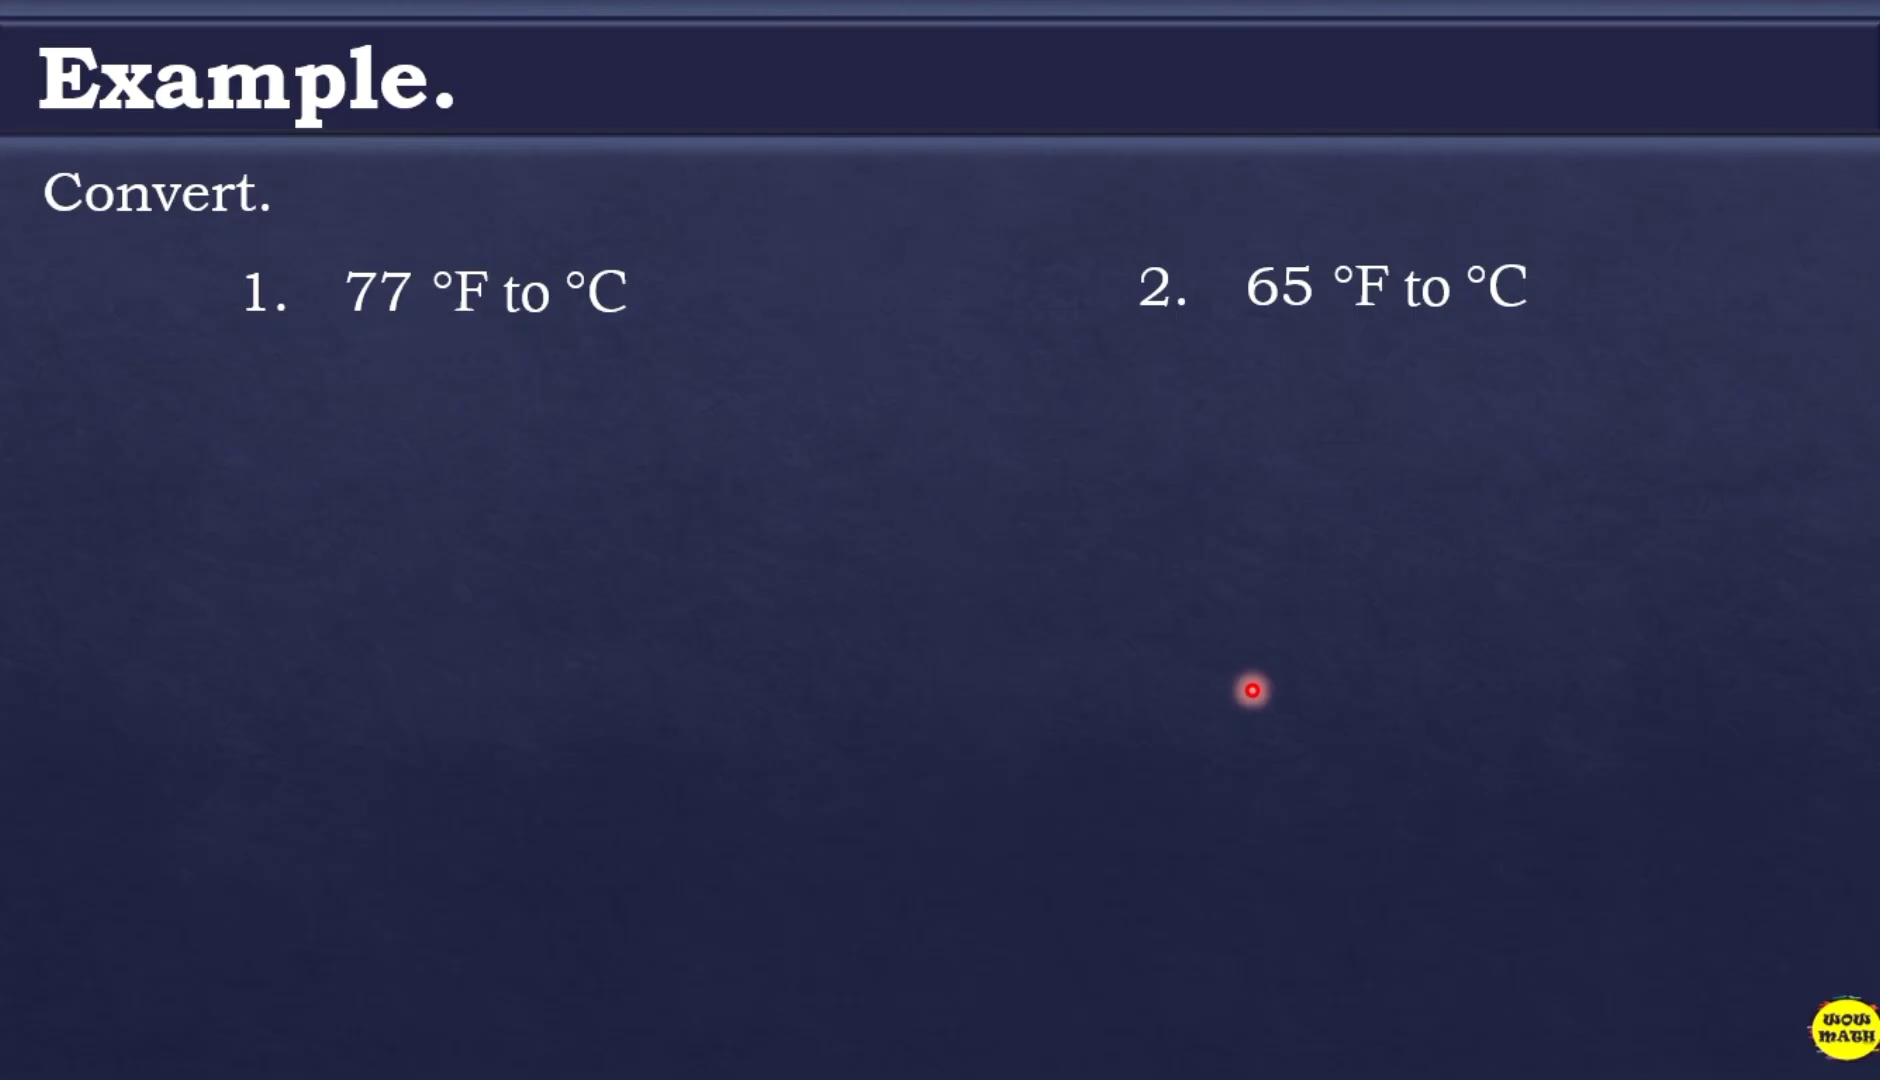 Example.
Convert.
1. 77 °F to °C
2. 65 °F to °C
WOW
MATH